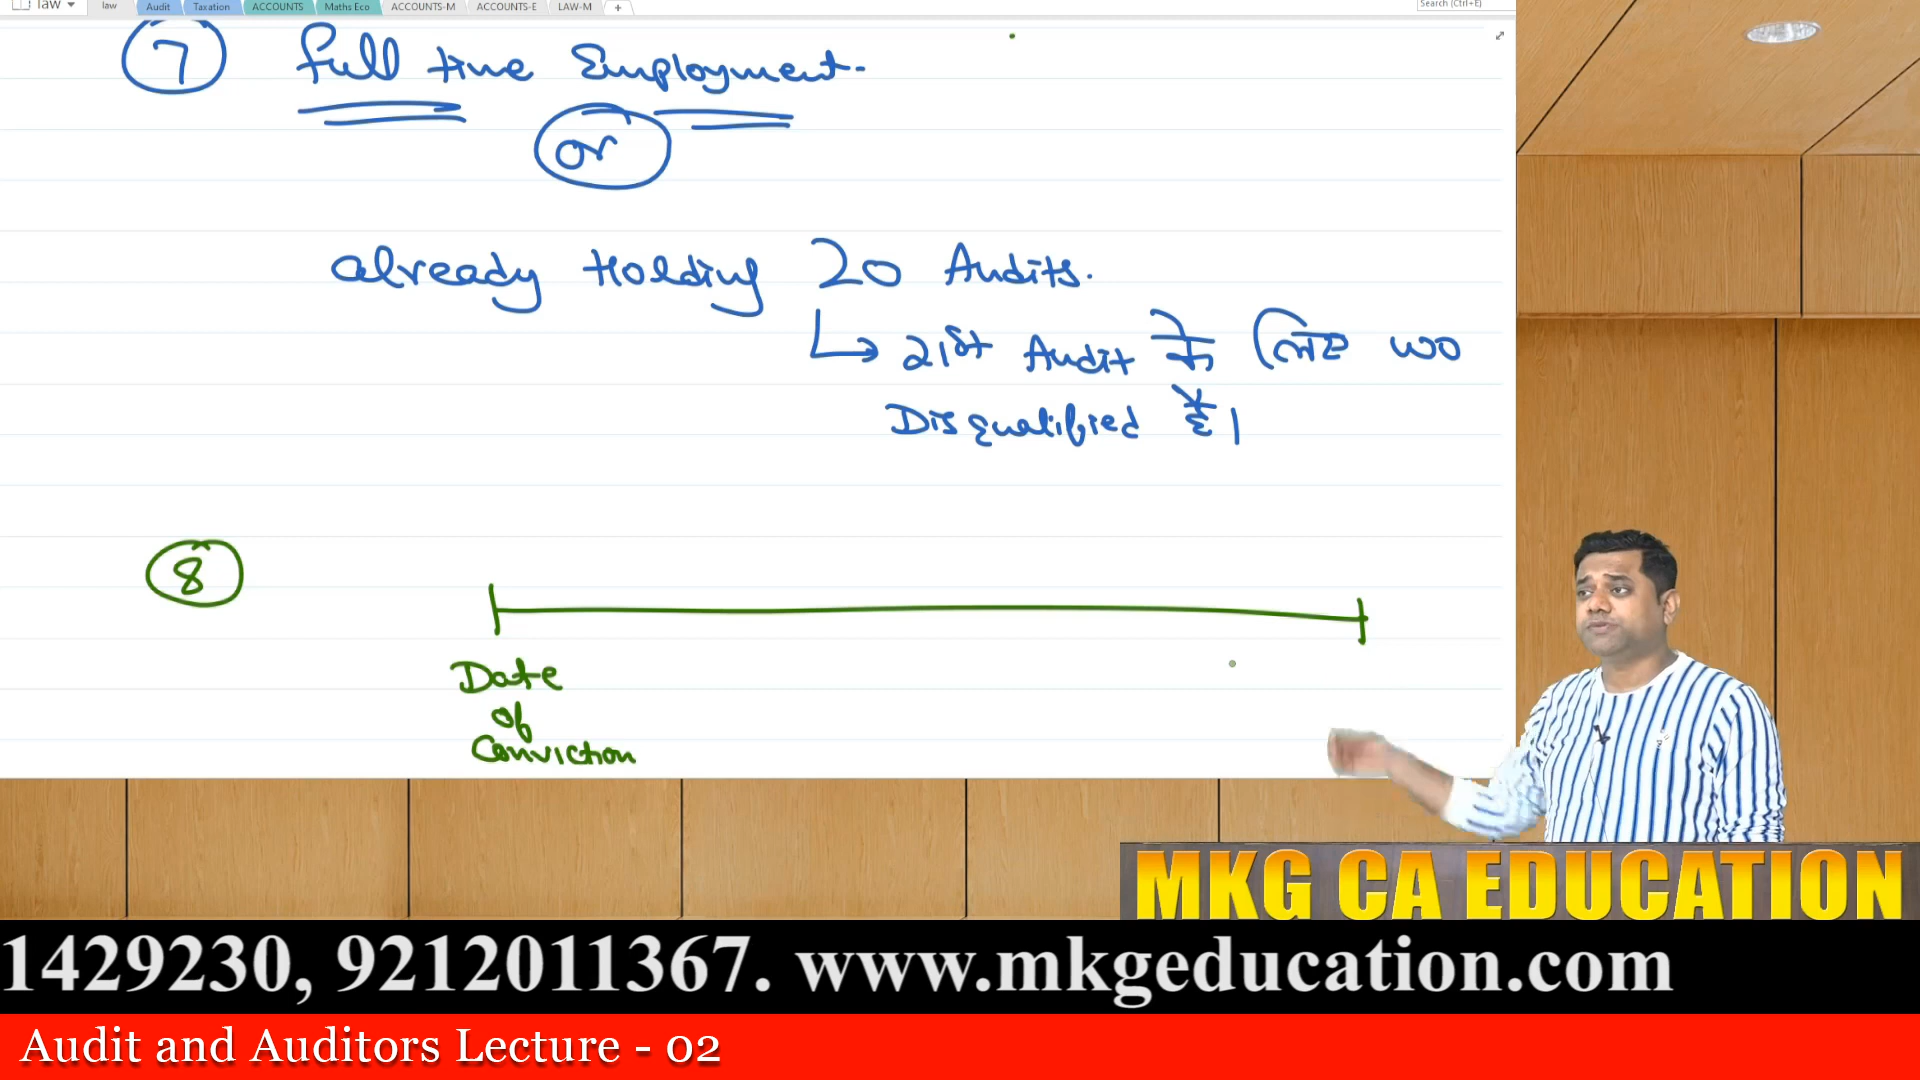 law
law
Audit
Taxation
ACCOUNTS
Maths Eco
ACCOUNTS-M
ACCOUNTS-E
LAW-M
+
Search (Ctrl+E)
7 Full time Employment.
or
already Holding 20 Audits.
21st Audit के लिए वो
Disqualified है।
8
Date
of
Conviction
MKG CA EDUCATION
1429230, 9212011367. www.mkgeducation.com
Audit and Auditors Lecture - 02